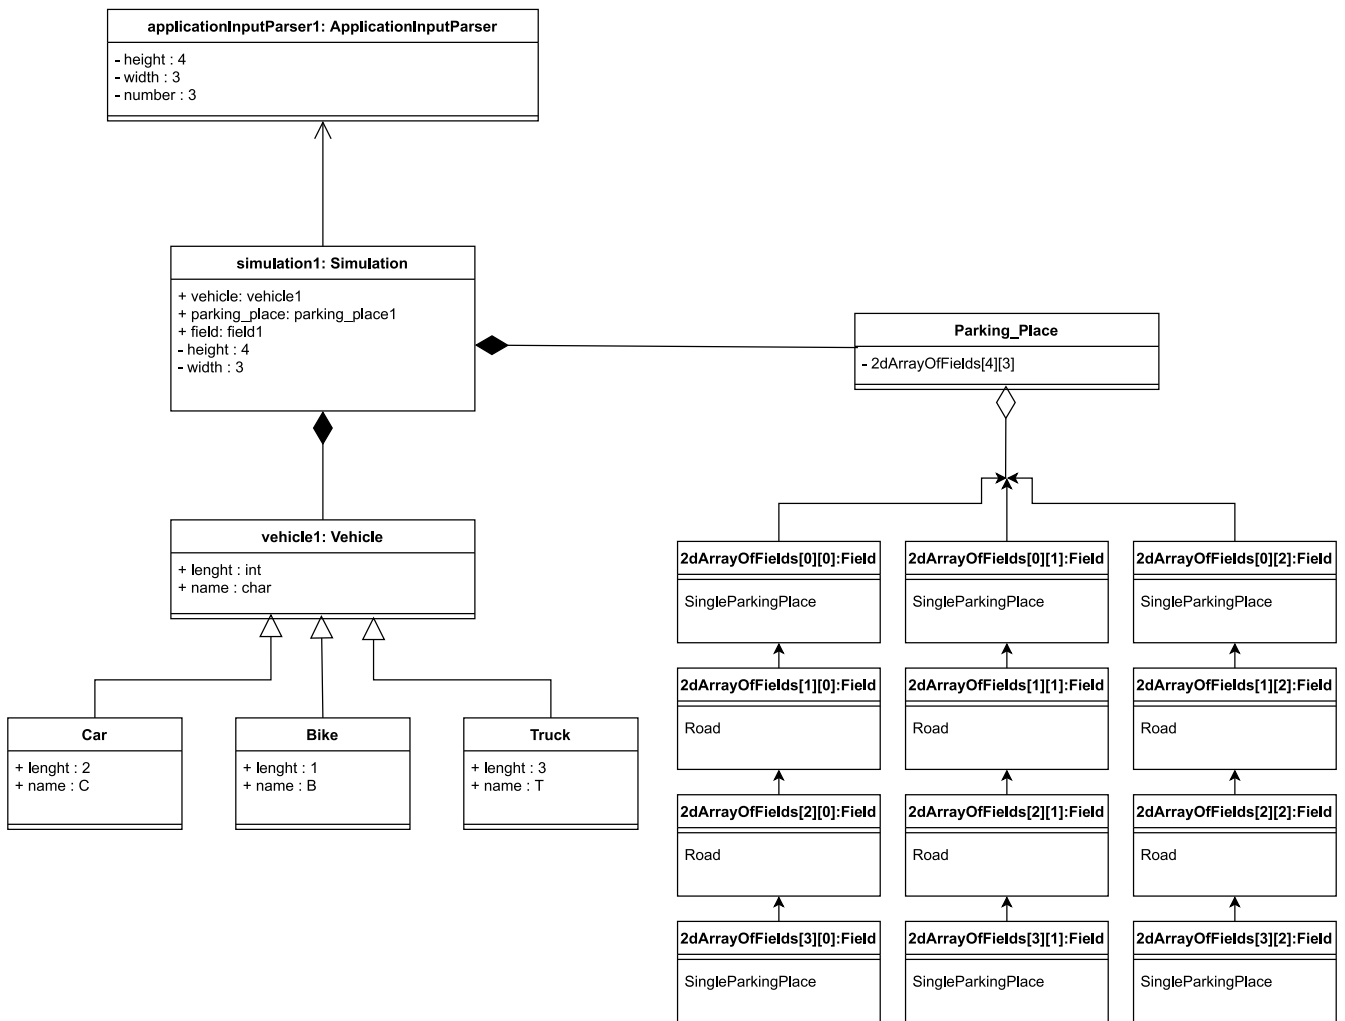 applicationInputParser1: ApplicationInputParser
- height : 4
- width : 3
- number : 3
simulation1: Simulation
+ vehicle: vehicle1
+ parking_place: parking_place1
+ field: field1
- height : 4
- width : 3
Parking_Place
- 2dArrayOfFields[4][3]
vehicle1: Vehicle
+ lenght : int
+ name : char
Car
+ lenght : 2
+ name : C
Bike
+ lenght : 1
+ name : B
Truck
+ lenght : 3
+ name : T
2dArrayOfFields[0][0]:Field
SingleParkingPlace
2dArrayOfFields[0][1]:Field
SingleParkingPlace
2dArrayOfFields[0][2]:Field
SingleParkingPlace
2dArrayOfFields[1][0]:Field
Road
2dArrayOfFields[1][1]:Field
Road
2dArrayOfFields[1][2]:Field
Road
2dArrayOfFields[2][0]:Field
Road
2dArrayOfFields[2][1]:Field
Road
2dArrayOfFields[2][2]:Field
Road
2dArrayOfFields[3][0]:Field
SingleParkingPlace
2dArrayOfFields[3][1]:Field
SingleParkingPlace
2dArrayOfFields[3][2]:Field
SingleParkingPlace